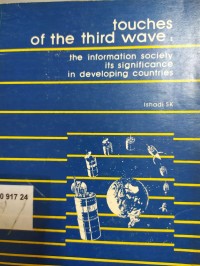 touches
of the third wave
the information society
its significance
in developing countries
Ishadi SK
0 917 24